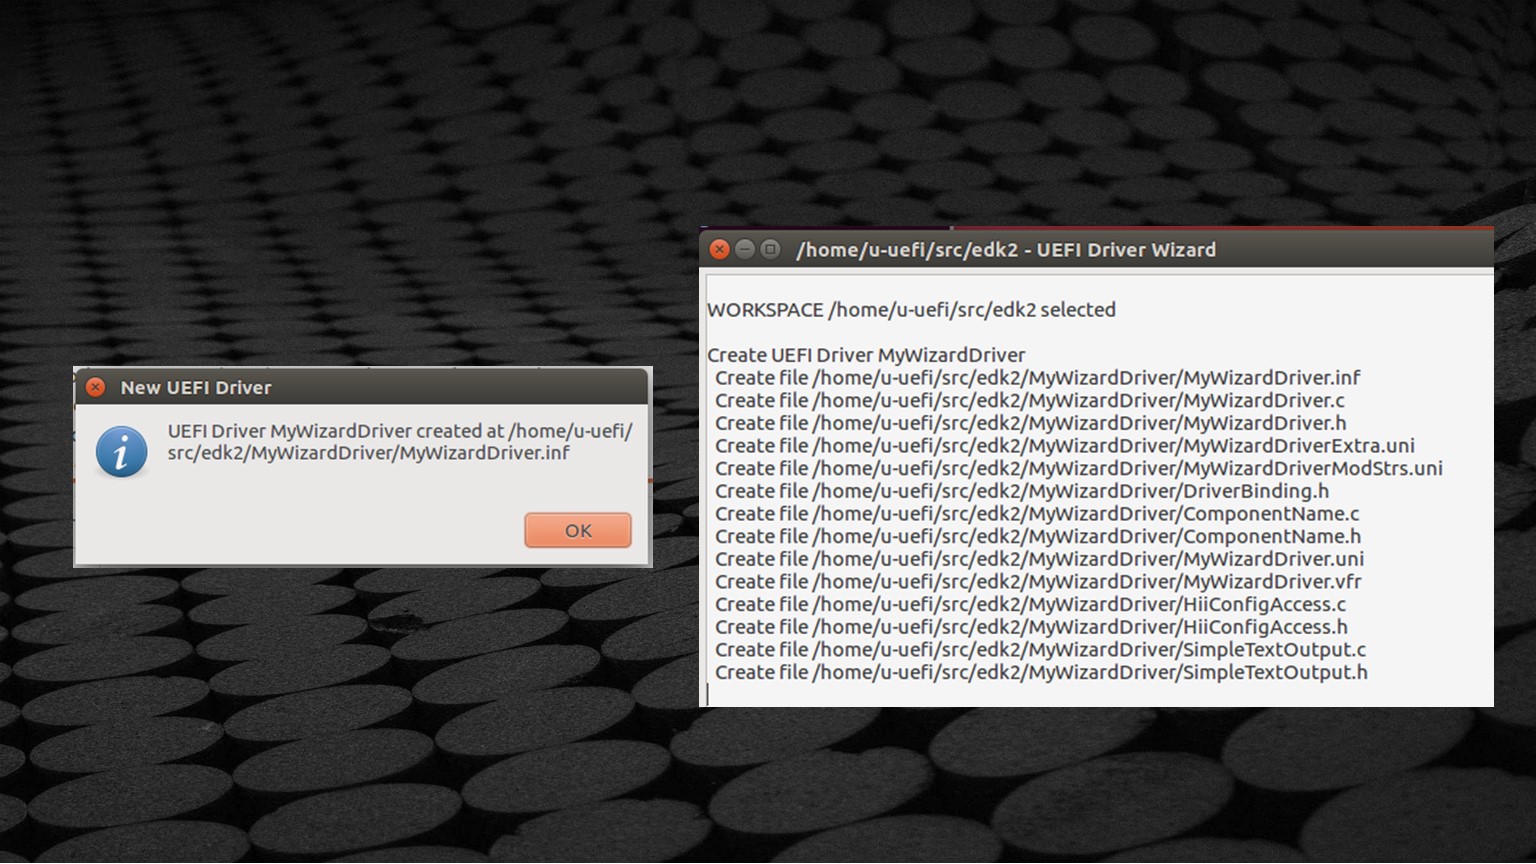 New UEFI Driver
UEFI Driver MyWizardDriver created at /home/u-uefi/
src/edk2/MyWizardDriver/MyWizardDriver.inf
OK
/home/u-uefi/src/edk2 - UEFI Driver Wizard
WORKSPACE /home/u-uefi/src/edk2 selected
Create UEFI Driver MyWizardDriver
Create file /home/u-uefi/src/edk2/MyWizardDriver/MyWizardDriver.inf
Create file /home/u-uefi/src/edk2/MyWizardDriver/MyWizardDriver.c
Create file /home/u-uefi/src/edk2/MyWizardDriver/MyWizardDriver.h
Create file /home/u-uefi/src/edk2/MyWizardDriver/MyWizardDriverExtra.uni
Create file /home/u-uefi/src/edk2/MyWizardDriver/MyWizardDriverModStrs.uni
Create file /home/u-uefi/src/edk2/MyWizardDriver/DriverBinding.h
Create file /home/u-uefi/src/edk2/MyWizardDriver/ComponentName.c
Create file /home/u-uefi/src/edk2/MyWizardDriver/ComponentName.h
Create file /home/u-uefi/src/edk2/MyWizardDriver/MyWizardDriver.uni
Create file /home/u-uefi/src/edk2/MyWizardDriver/MyWizardDriver.vfr
Create file /home/u-uefi/src/edk2/MyWizardDriver/HiiConfigAccess.c
Create file /home/u-uefi/src/edk2/MyWizardDriver/HiiConfigAccess.h
Create file /home/u-uefi/src/edk2/MyWizardDriver/SimpleTextOutput.c
Create file /home/u-uefi/src/edk2/MyWizardDriver/SimpleTextOutput.h